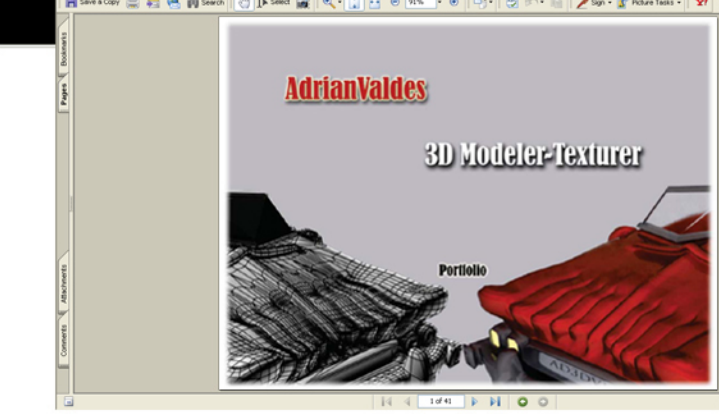 Save a Copy Search Select 91% Sign Picture Tasks
Bookmarks
Pages
AdrianValdes
3D Modeler-Texturer
Portfolio
Attachments
Comments
1 of 41